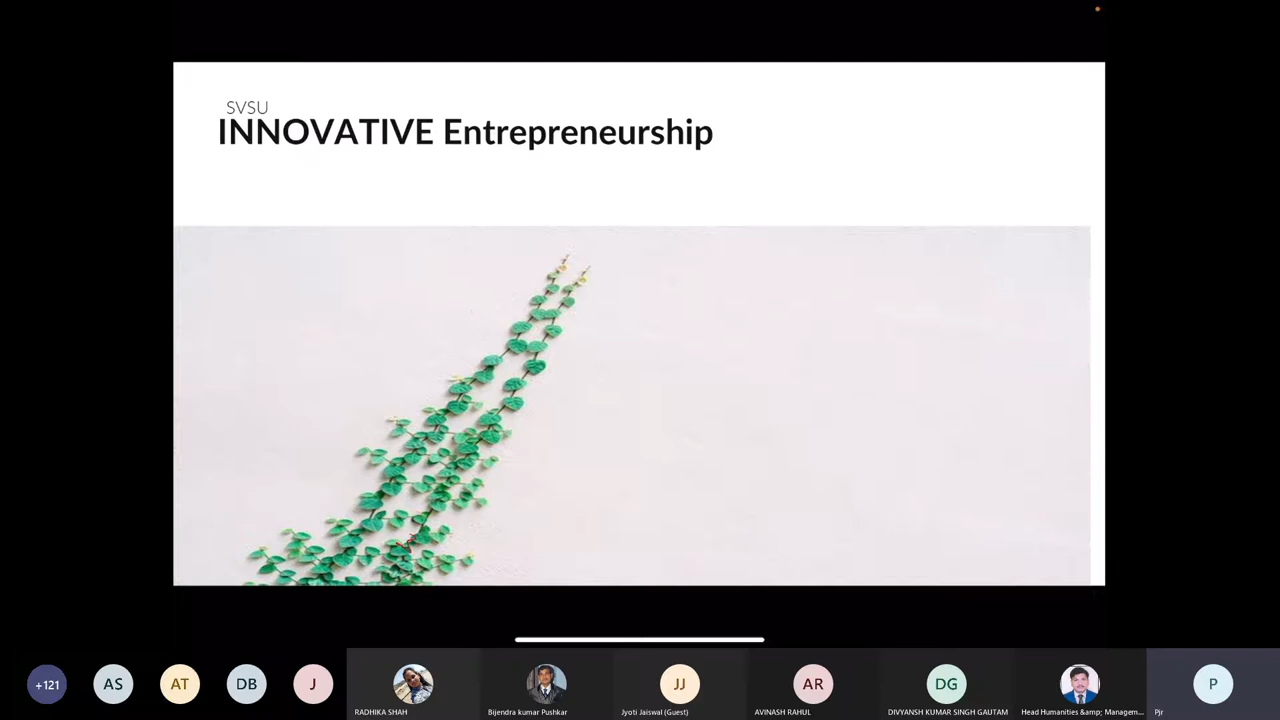 SVSU
INNOVATIVE Entrepreneurship
+121
AS
AT
DB
J
JJ
AR
DG
P
RADHIKA SHAH
Bijendra kumar Pushkar
Jyoti Jaiswal (Guest)
AVINASH RAHUL
DIVYANSH KUMAR SINGH GAUTAM
Head Humanities &amp; Managem...
Pjr